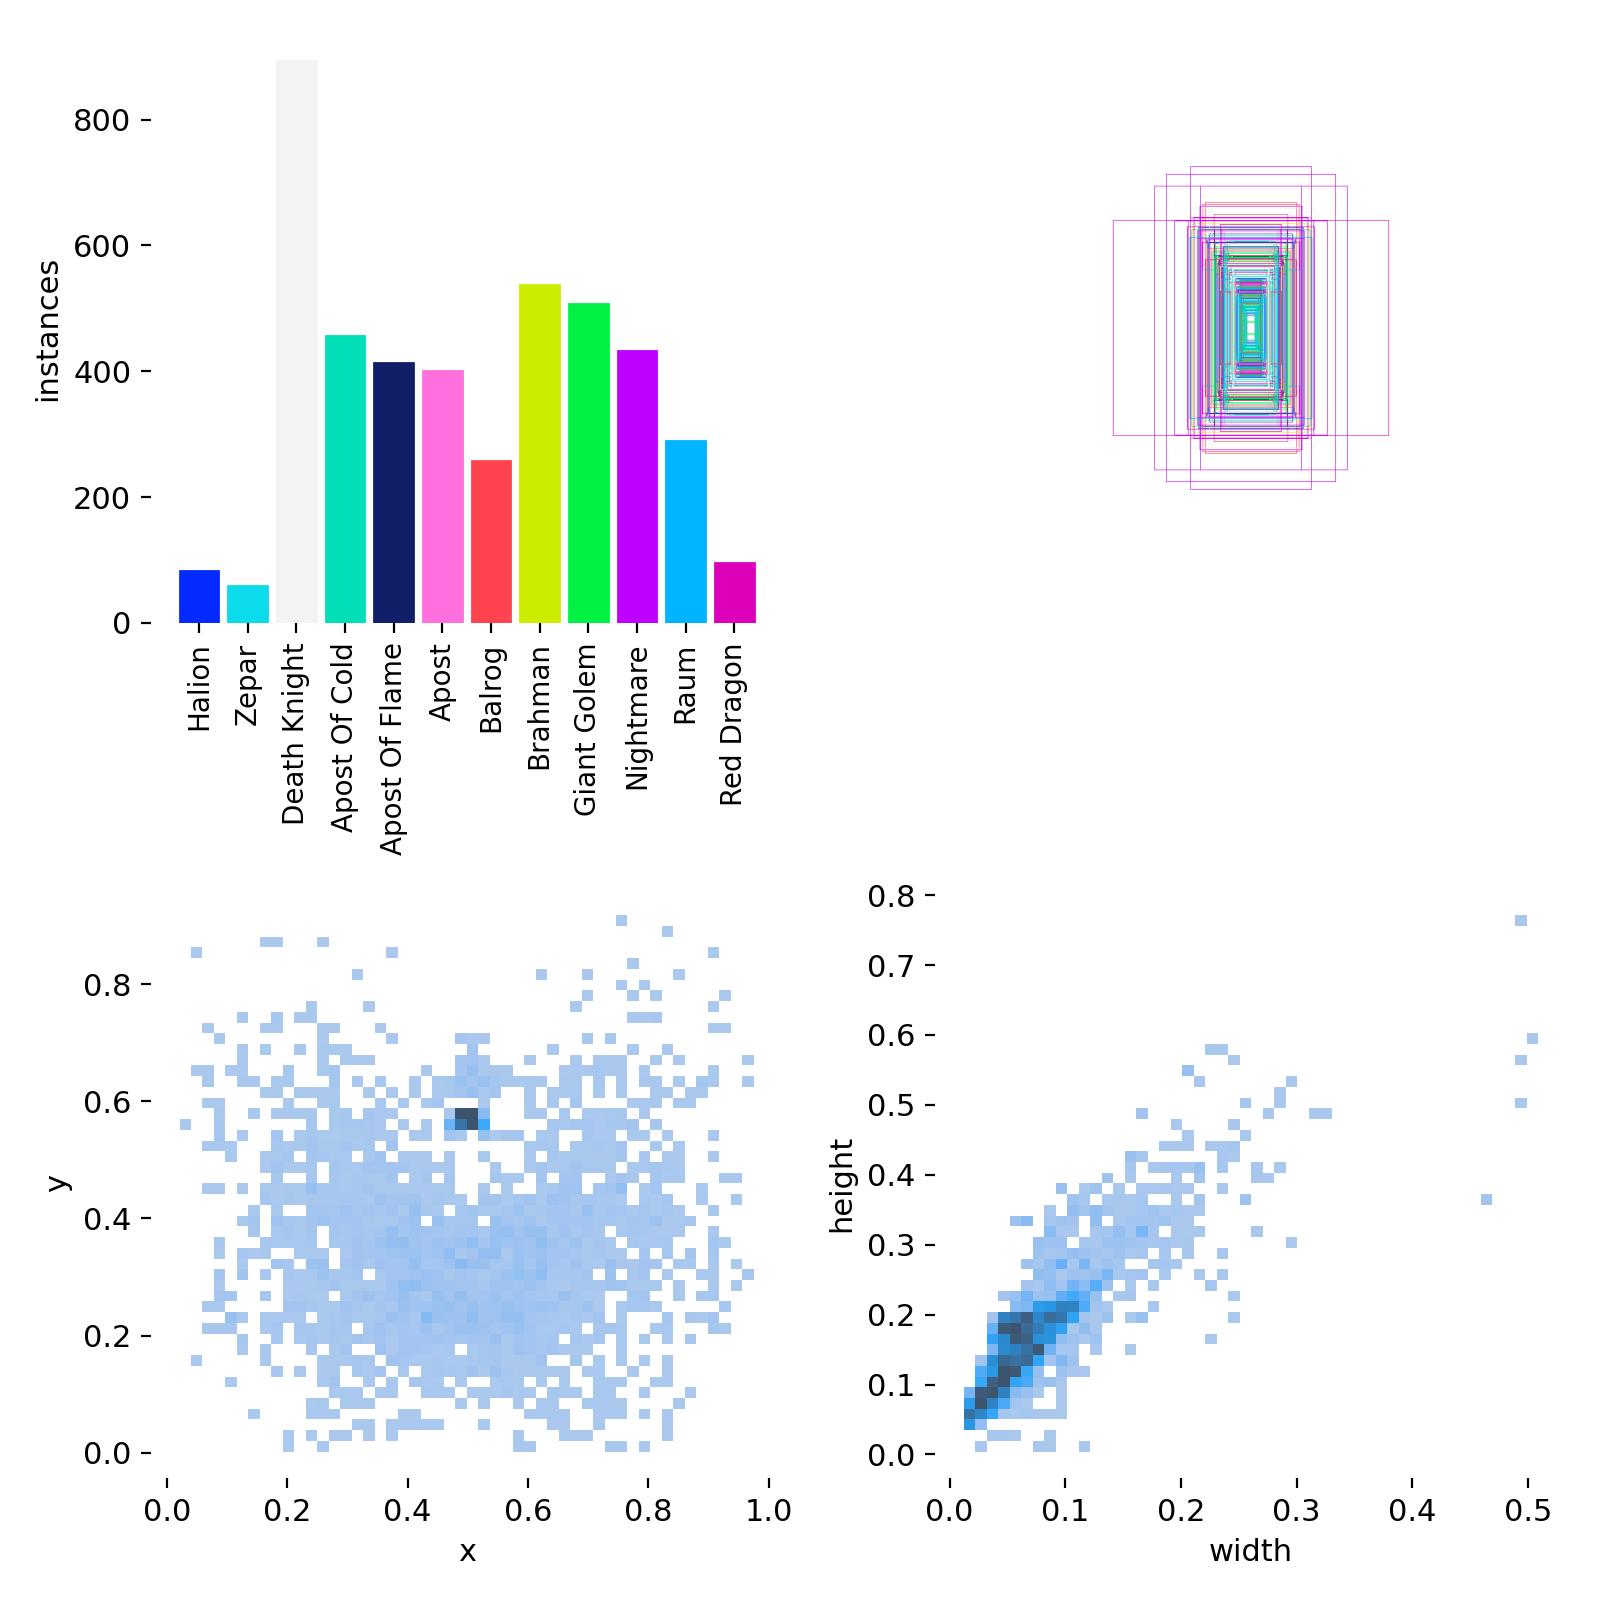 800
600
400
200
0
instances
Halion
Zepar
Death Knight
Apost Of Cold
Apost Of Flame
Apost
Balrog
Brahman
Giant Golem
Nightmare
Raum
Red Dragon
0.8
0.6
0.4
0.2
0.0
y
0.0 0.2 0.4 0.6 0.8 1.0
x
0.8
0.7
0.6
0.5
0.4
0.3
0.2
0.1
0.0
height
0.0 0.1 0.2 0.3 0.4 0.5
width